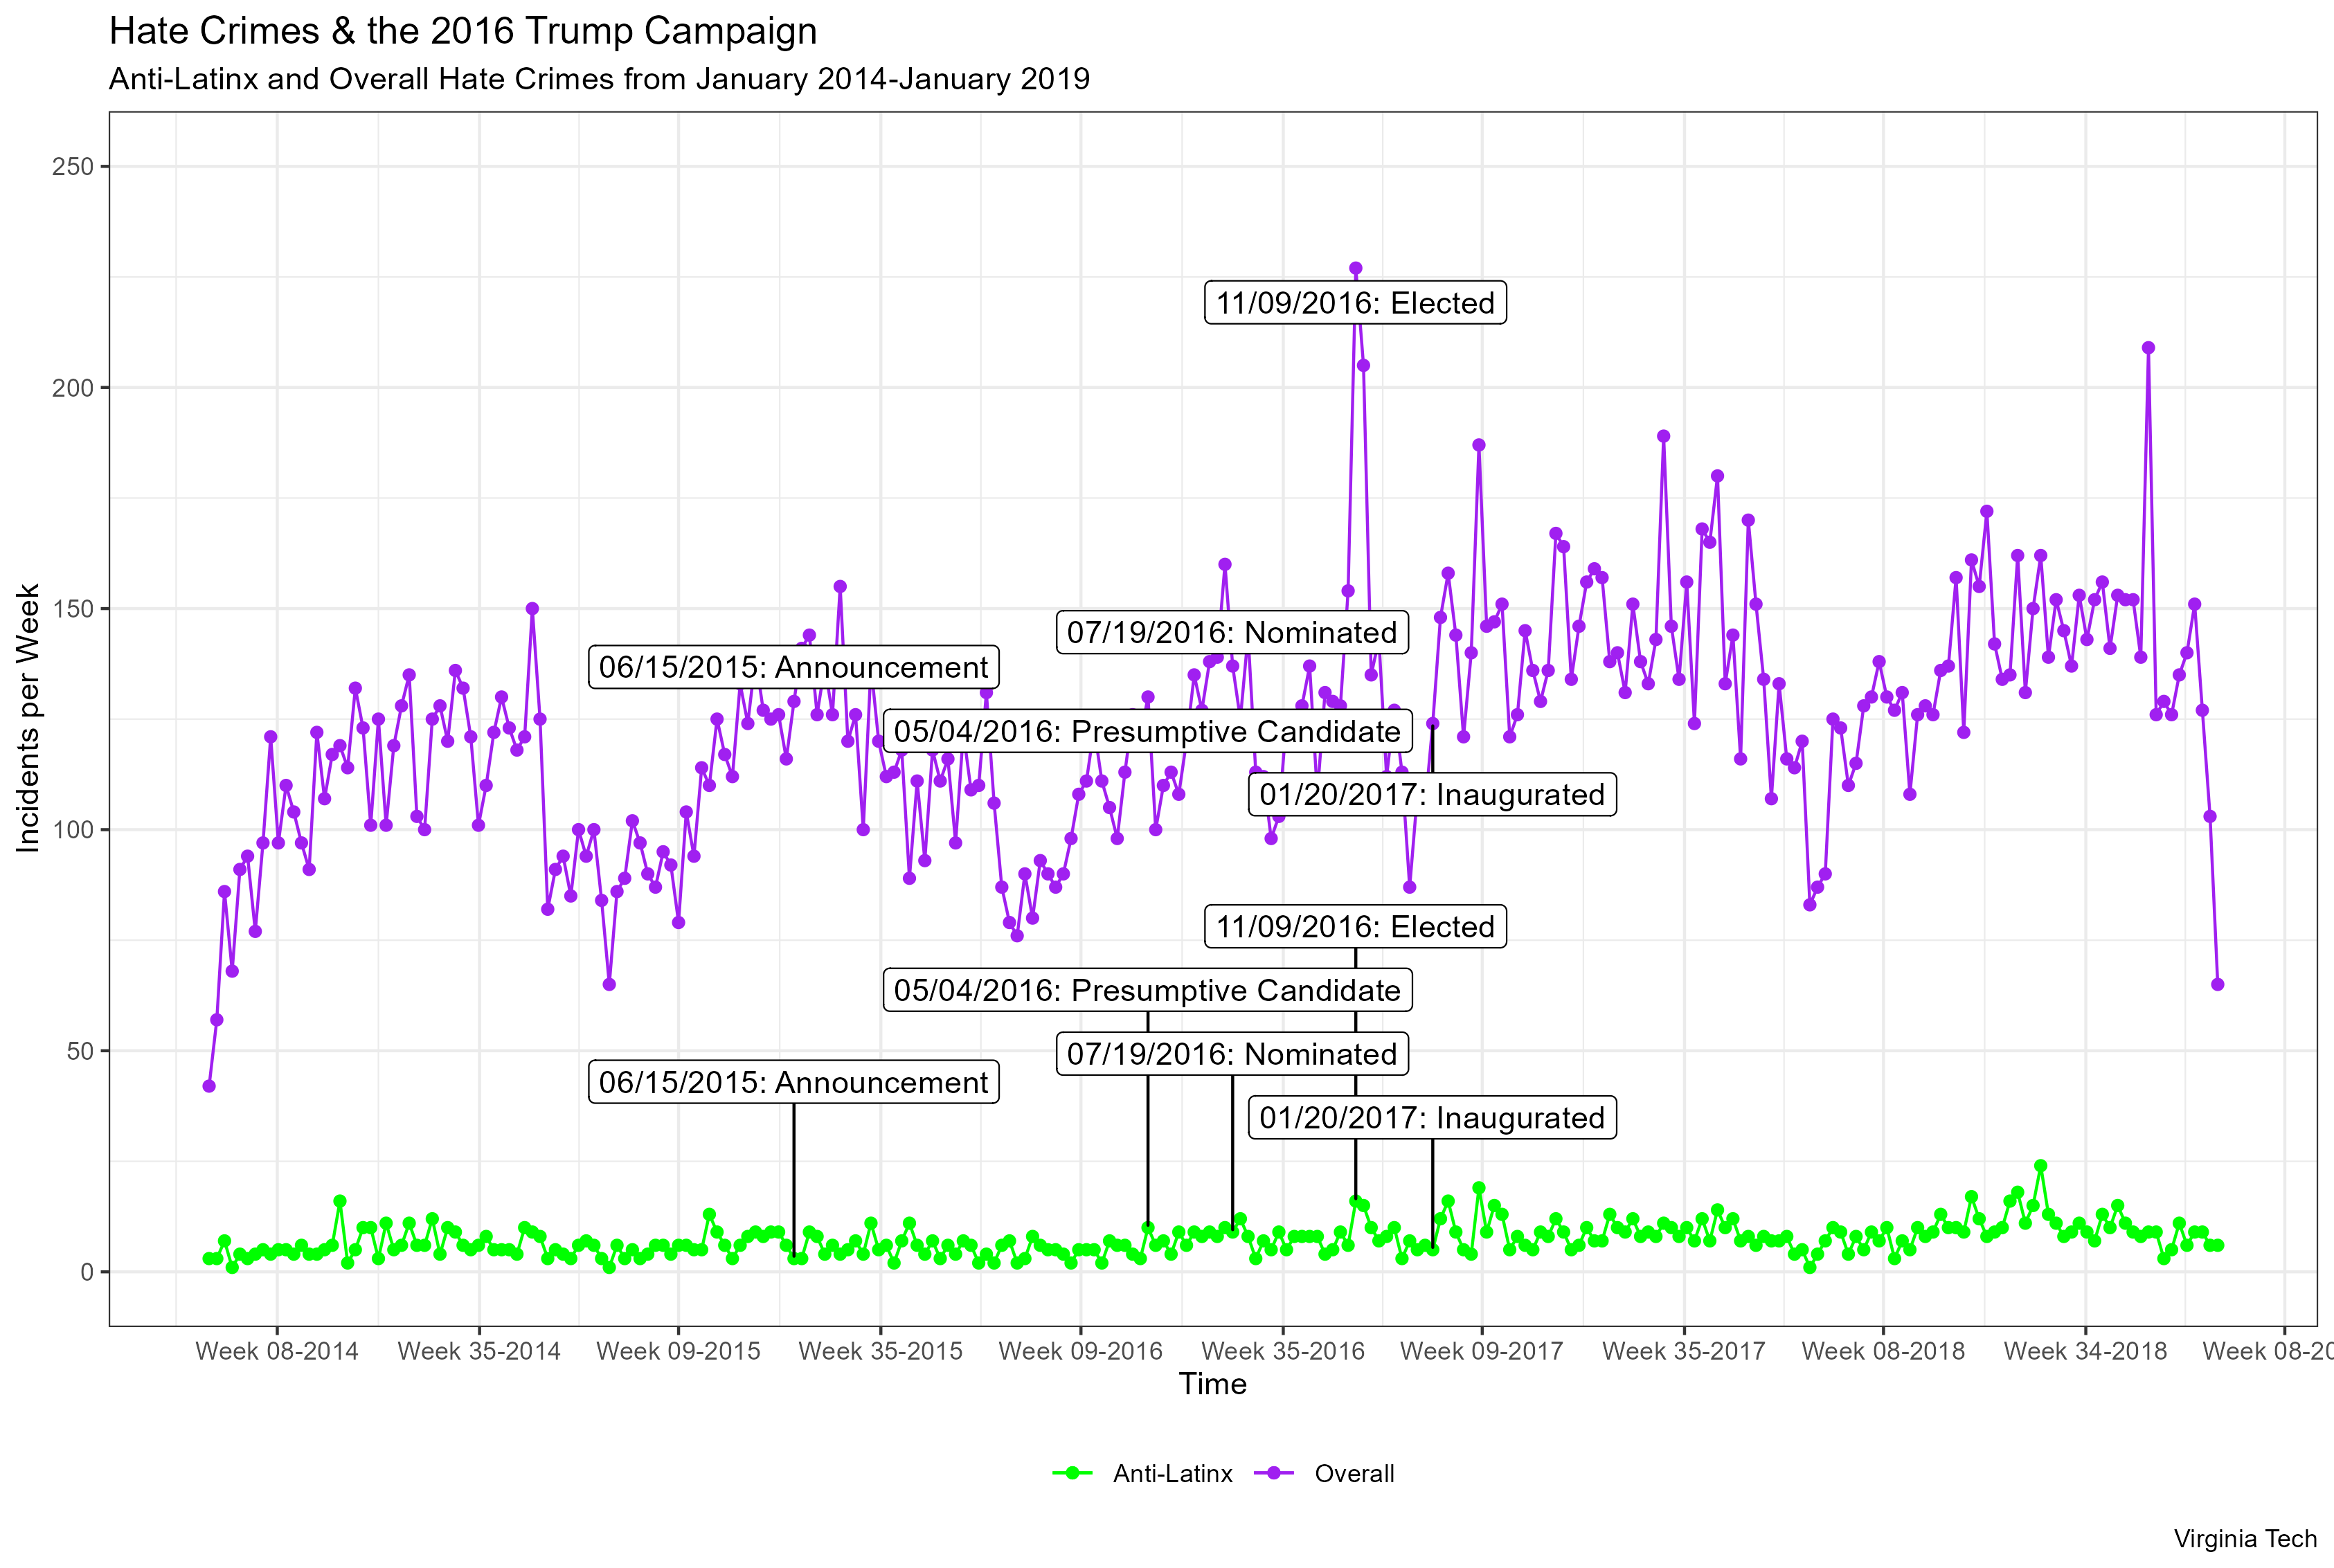 Hate Crimes & the 2016 Trump Campaign
Anti-Latinx and Overall Hate Crimes from January 2014-January 2019
250
200
150
100
50
0
Incidents per Week
11/09/2016: Elected
07/19/2016: Nominated
06/15/2015: Announcement
05/04/2016: Presumptive Candidate
01/20/2017: Inaugurated
11/09/2016: Elected
05/04/2016: Presumptive Candidate
07/19/2016: Nominated
06/15/2015: Announcement
01/20/2017: Inaugurated
Week 08-2014 Week 35-2014 Week 09-2015 Week 35-2015 Week 09-2016 Week 35-2016 Week 09-2017 Week 35-2017 Week 08-2018 Week 34-2018 Week 08-20
Time
Anti-Latinx Overall
Virginia Tech